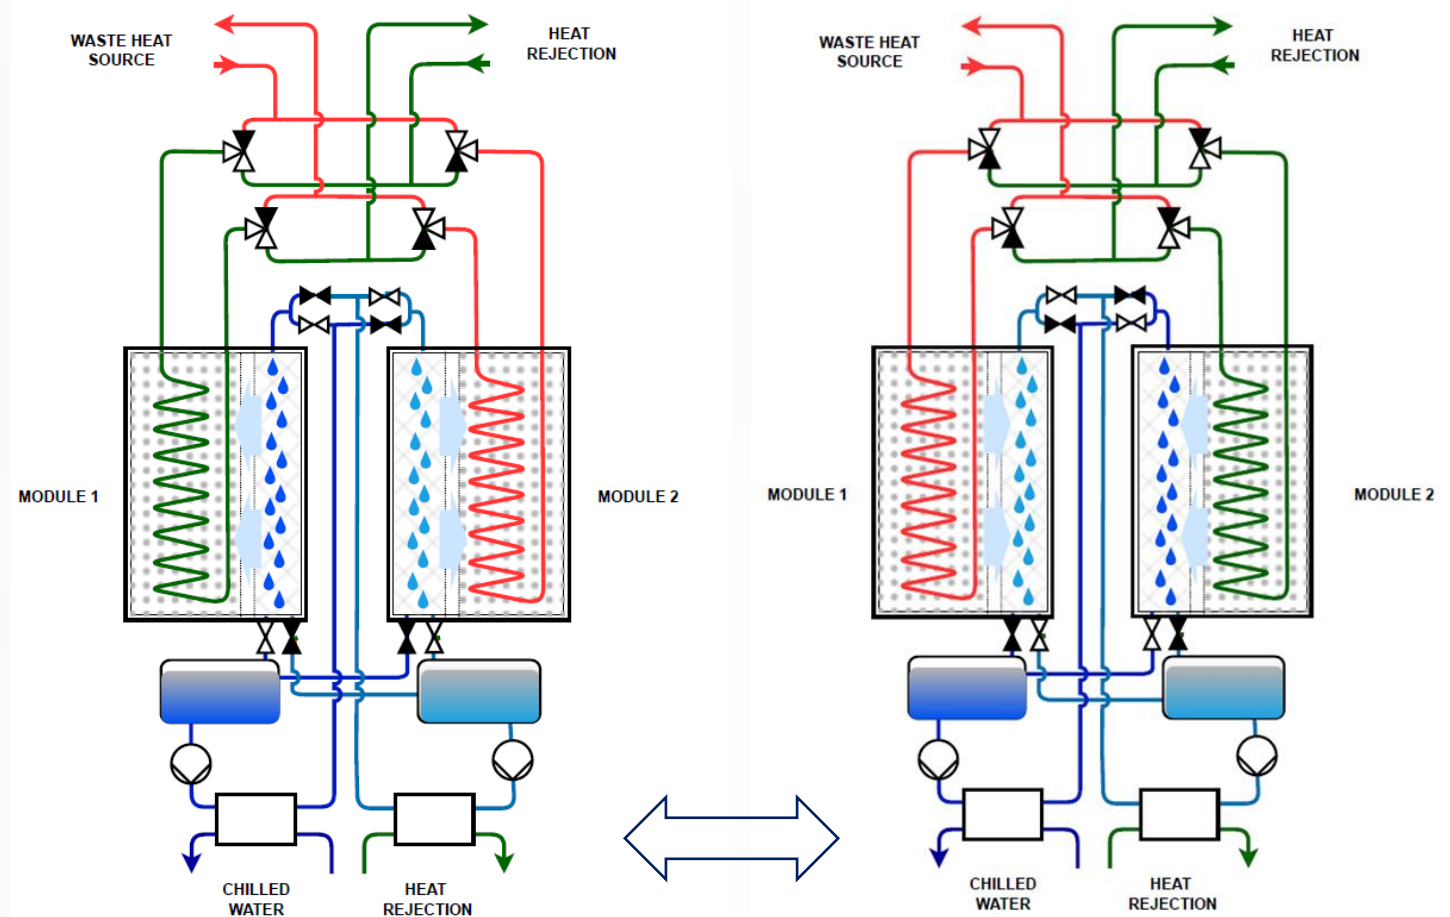 WASTE HEAT
SOURCE
HEAT
REJECTION
MODULE 1
MODULE 2
CHILLED
WATER
HEAT
REJECTION
WASTE HEAT
SOURCE
HEAT
REJECTION
MODULE 1
MODULE 2
CHILLED
WATER
HEAT
REJECTION